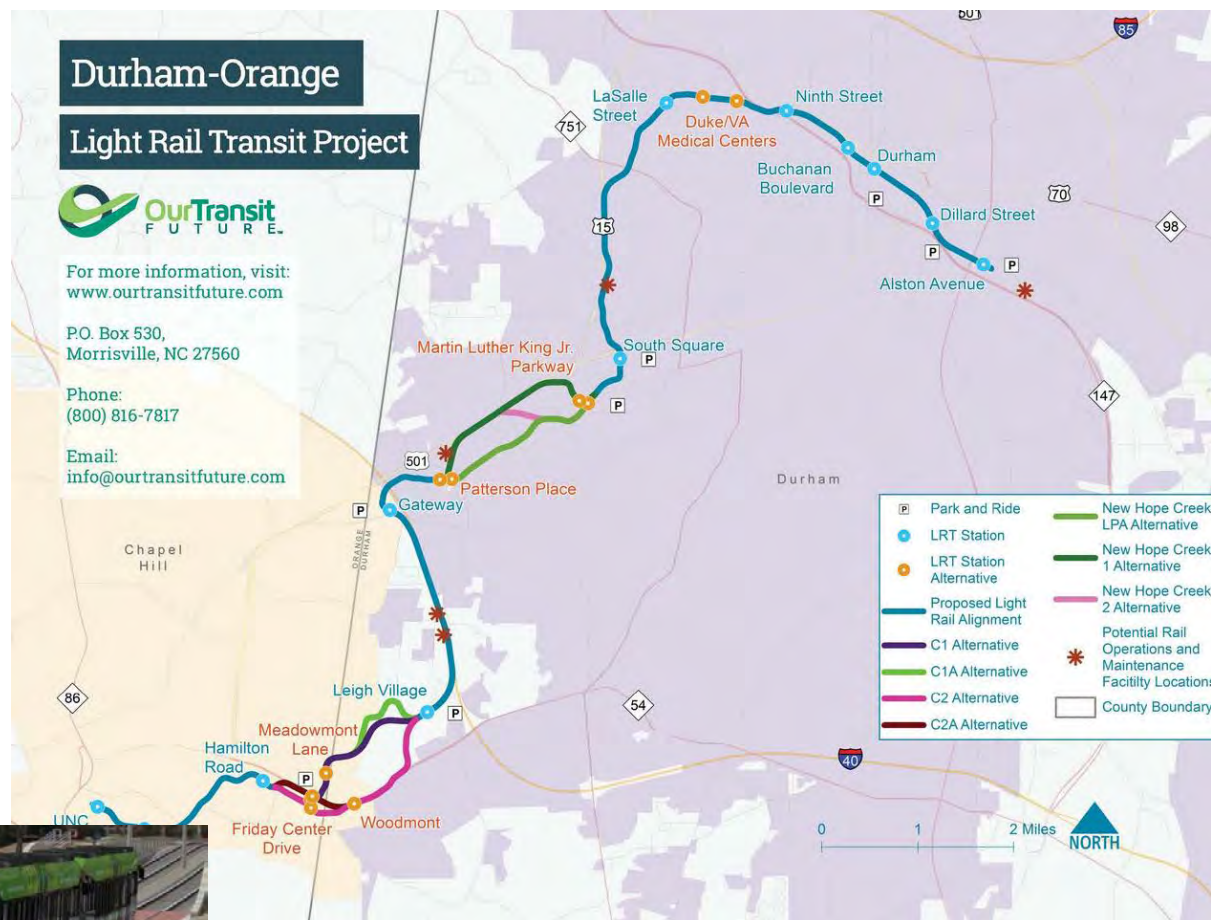 Durham-Orange
Light Rail Transit Project
OurTransit
FUTURE
For more information, visit:
www.ourtransitfuture.com
P.O. Box 530,
Morrisville, NC 27560
Phone:
(800) 816-7817
Email:
info@ourtransitfuture.com
501
85
LaSalle
Street
751
Duke/VA
Medical Centers
Ninth Street
Buchanan
Boulevard
Durham
P
70
98
15
Dillard Street
P
P
Alston Avenue
Martin Luther King Jr.
Parkway
South Square
P
P
147
501
Patterson Place
P
Gateway
ORANGE
DURHAM
Durham
Chapel
Hill
86
Leigh Village
P
54
Meadowmont
Lane
Hamilton
Road
P
40
UNC
Friday Center
Drive
Woodmont
P
Park and Ride
LRT Station
LRT Station
Alternative
Proposed Light
Rail Alignment
C1 Alternative
C1A Alternative
C2 Alternative
C2A Alternative
New Hope Creek
LPA Alternative
New Hope Creek
1 Alternative
New Hope Creek
2 Alternative
Potential Rail
Operations and
Maintenance
Facitlity Locations
County Boundary
0 1 2 Miles
NORTH